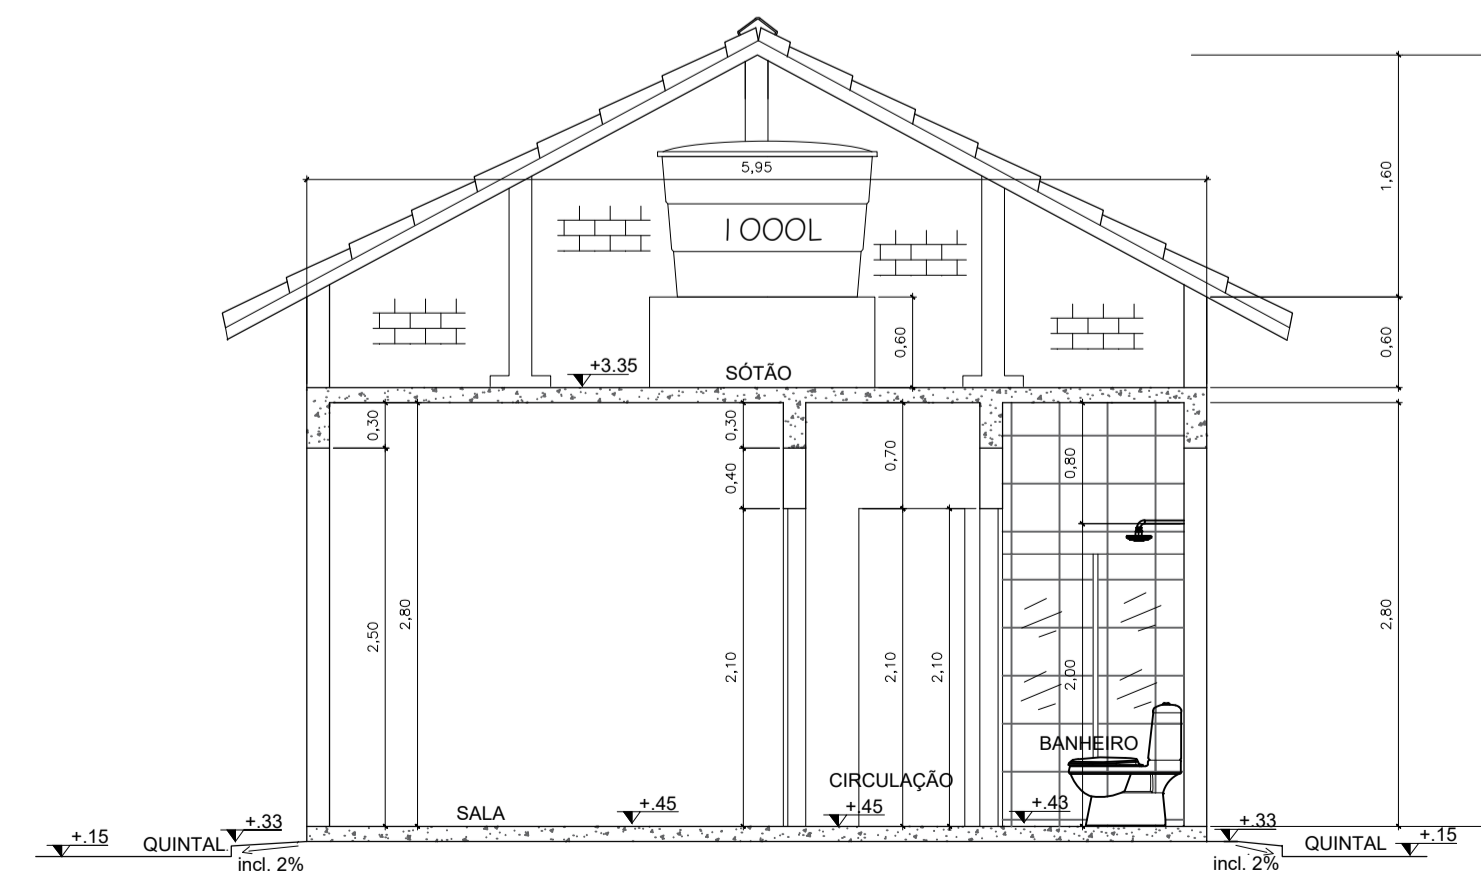 5,95
1,60
1000L
0,60
0,60
+3.35
SÓTÃO
0,30
0,30
0,70
0,40
0,80
2,50
2,80
2,10
2,10
2,10
2,00
2,80
BANHEIRO
CIRCULAÇÃO
SALA
+.45
+.45
+.43
+.15
QUINTAL
+.33
incl. 2%
+.33
QUINTAL
+.15
incl. 2%